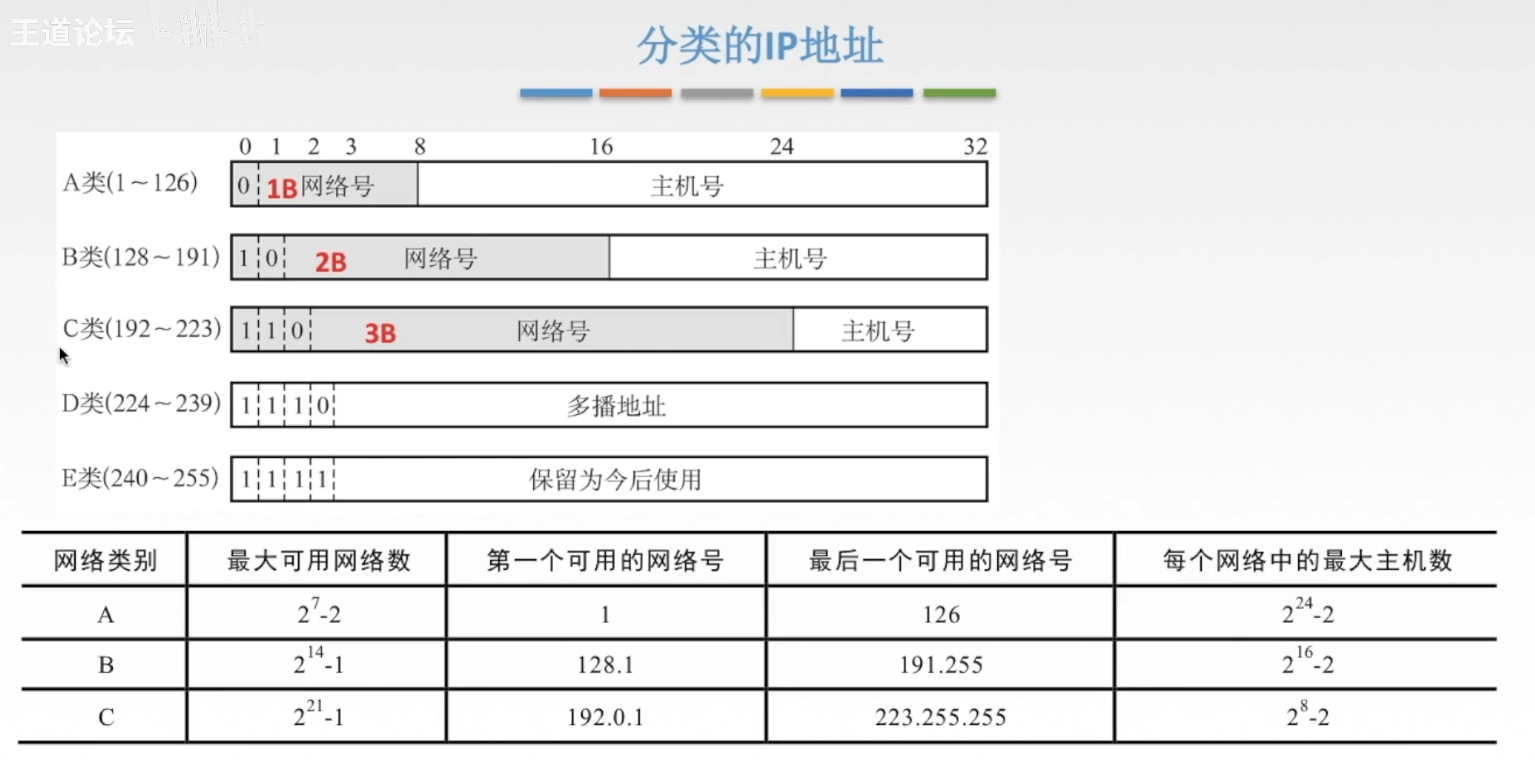 王道论坛
分类的IP地址
0 1 2 3 8 16 24 32
A类(1～126) 0 1B 网络号 主机号
B类(128～191) 1 0 2B 网络号 主机号
C类(192～223) 1 1 0 3B 网络号 主机号
D类(224～239) 1 1 1 0 多播地址
E类(240～255) 1 1 1 1 保留为今后使用
网络类别 最大可用网络数 第一个可用的网络号 最后一个可用的网络号 每个网络中的最大主机数
A 2^7-2 1 126 2^24-2
B 2^14-1 128.1 191.255 2^16-2
C 2^21-1 192.0.1 223.255.255 2^8-2